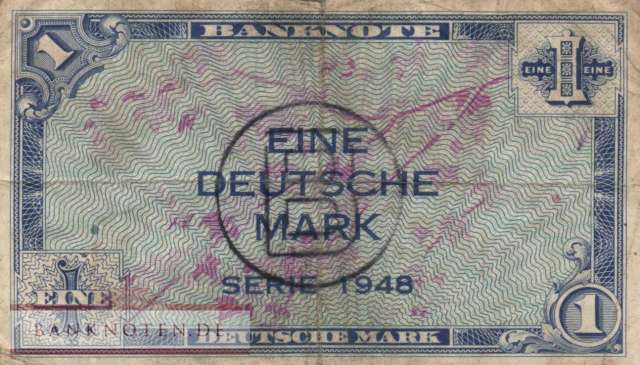 1
BANKNOTE
EINE 1 EINE
EINE
DEUTSCHE
MARK
B
SERIE 1948
1
EINE
BANKNOTEN.DE
DEUTSCHE MARK
1